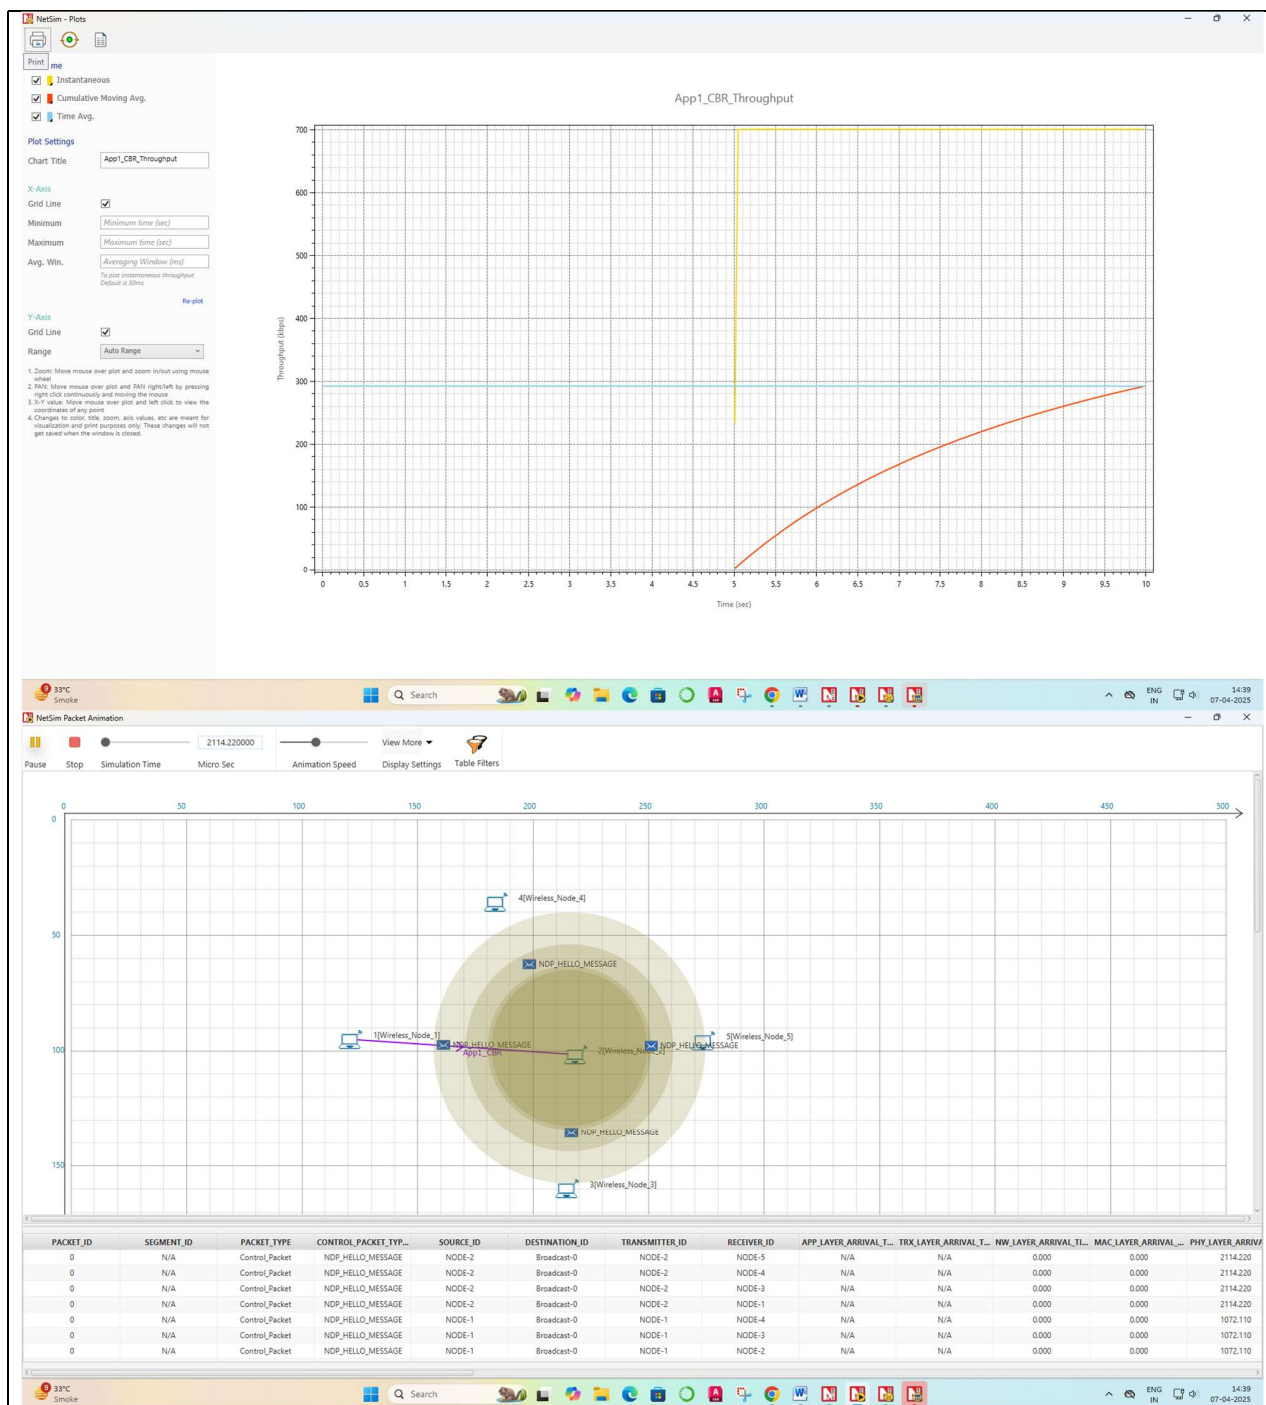 NetSim - Plots
Print
me
Instantaneous
Cumulative Moving Avg.
Time Avg.
Plot Settings
Chart Title
App1_CBR_Throughput
X-Axis
Grid Line
Minimum
Minimum time (sec)
Maximum
Maximum time (sec)
Avg. Win.
Averaging Window (ms)
To plot instantaneous throughput
Default is 50ms
Re-plot
Y-Axis
Grid Line
Range
Auto Range
1. Zoom: Move mouse over plot and zoom in/out using mouse
wheel
2. PAN: Move mouse over plot and PAN right/left by pressing
right click continuously and moving the mouse
3. X-Y value: Move mouse over plot and left click to view the
coordinates of any point
4. Changes to color, title, zoom, axis values, etc are meant for
visualization and print purposes only. These changes will not
get saved when the window is closed.
App1_CBR_Throughput
700
600
500
400
300
200
100
0
Throughput (kbps)
0 0.5 1 1.5 2 2.5 3 3.5 4 4.5 5 5.5 6 6.5 7 7.5 8 8.5 9 9.5 10
Time (sec)
9
33°C
Smoke
Search
ENG
IN
14:39
07-04-2025
NetSim Packet Animation
2114.220000
View More
Pause Stop Simulation Time Micro Sec Animation Speed Display Settings Table Filters
0 50 100 150 200 250 300 350 400 450 500
0
50
100
150
4[Wireless_Node_4]
NDP_HELLO_MESSAGE
1[Wireless_Node_1]
NDP_HELLO_MESSAGE
App1_CBR
2[Wireless_Node_2]
NDP_HELLO_MESSAGE
5[Wireless_Node_5]
NDP_HELLO_MESSAGE
3[Wireless_Node_3]
PACKET_ID SEGMENT_ID PACKET_TYPE CONTROL_PACKET_TYP... SOURCE_ID DESTINATION_ID TRANSMITTER_ID RECEIVER_ID APP_LAYER_ARRIVAL_T... TRX_LAYER_ARRIVAL_T... NW_LAYER_ARRIVAL_TI... MAC_LAYER_ARRIVAL_... PHY_LAYER_ARRIVA
0 N/A Control_Packet NDP_HELLO_MESSAGE NODE-2 Broadcast-0 NODE-2 NODE-5 N/A N/A 0.000 0.000 2114.220
0 N/A Control_Packet NDP_HELLO_MESSAGE NODE-2 Broadcast-0 NODE-2 NODE-4 N/A N/A 0.000 0.000 2114.220
0 N/A Control_Packet NDP_HELLO_MESSAGE NODE-2 Broadcast-0 NODE-2 NODE-3 N/A N/A 0.000 0.000 2114.220
0 N/A Control_Packet NDP_HELLO_MESSAGE NODE-2 Broadcast-0 NODE-2 NODE-1 N/A N/A 0.000 0.000 2114.220
0 N/A Control_Packet NDP_HELLO_MESSAGE NODE-1 Broadcast-0 NODE-1 NODE-4 N/A N/A 0.000 0.000 1072.110
0 N/A Control_Packet NDP_HELLO_MESSAGE NODE-1 Broadcast-0 NODE-1 NODE-3 N/A N/A 0.000 0.000 1072.110
0 N/A Control_Packet NDP_HELLO_MESSAGE NODE-1 Broadcast-0 NODE-1 NODE-2 N/A N/A 0.000 0.000 1072.110
9
33°C
Smoke
Search
ENG
IN
14:39
07-04-2025